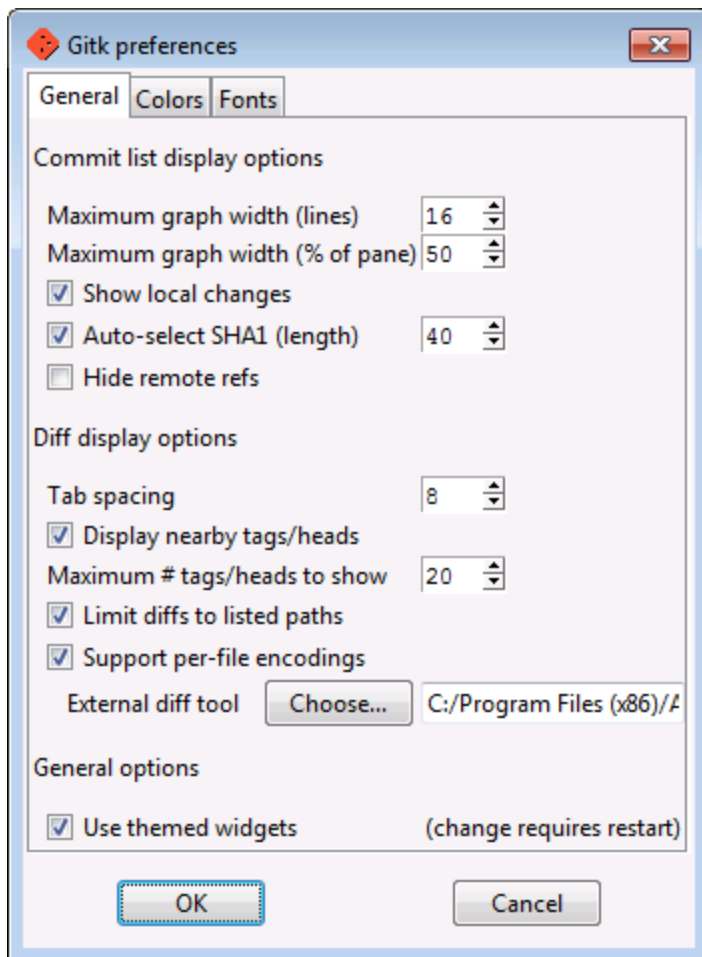 Gitk preferences
General Colors Fonts
Commit list display options
Maximum graph width (lines) 16
Maximum graph width (% of pane) 50
Show local changes
Auto-select SHA1 (length) 40
Hide remote refs
Diff display options
Tab spacing 8
Display nearby tags/heads
Maximum # tags/heads to show 20
Limit diffs to listed paths
Support per-file encodings
External diff tool Choose... C:/Program Files (x86)/A
General options
Use themed widgets (change requires restart)
OK Cancel